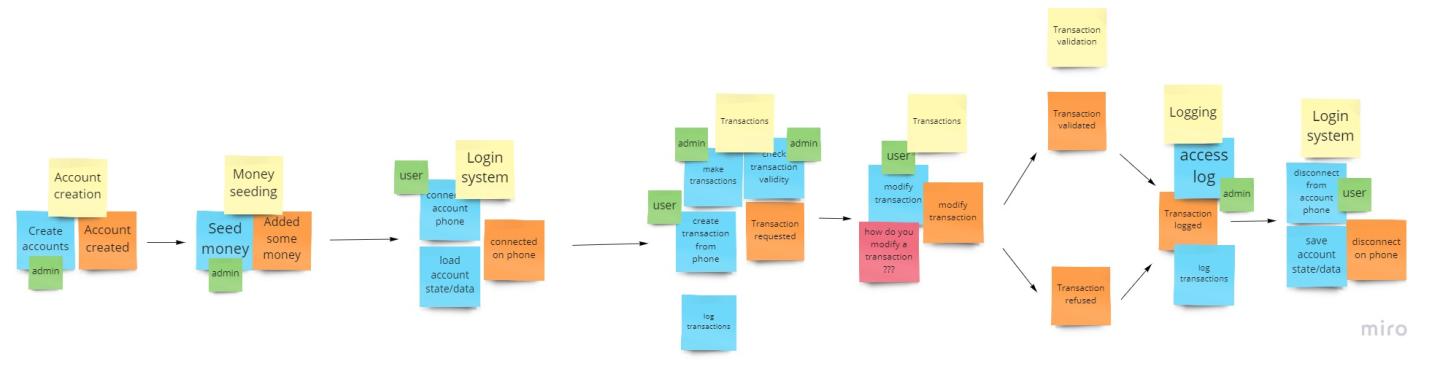 Account
creation
Create
accounts
Account
created
admin
Money
seeding
Seed
money
Added
some
money
admin
user
Login
system
account
phone
load
account
state/data
connected
on phone
Transactions
admin
admin
make
transactions
check
transaction
validity
user
create
transaction
from
phone
Transaction
requested
log
transactions
Transactions
user
modify
transaction
modify
transaction
how do you
modify a
transaction
???
Transaction
validation
Transaction
validated
Transaction
refused
Logging
access
log
admin
Transaction
logged
log
transactions
Login
system
disconnect
from
account
phone
user
save
account
state/data
disconnect
on phone
miro